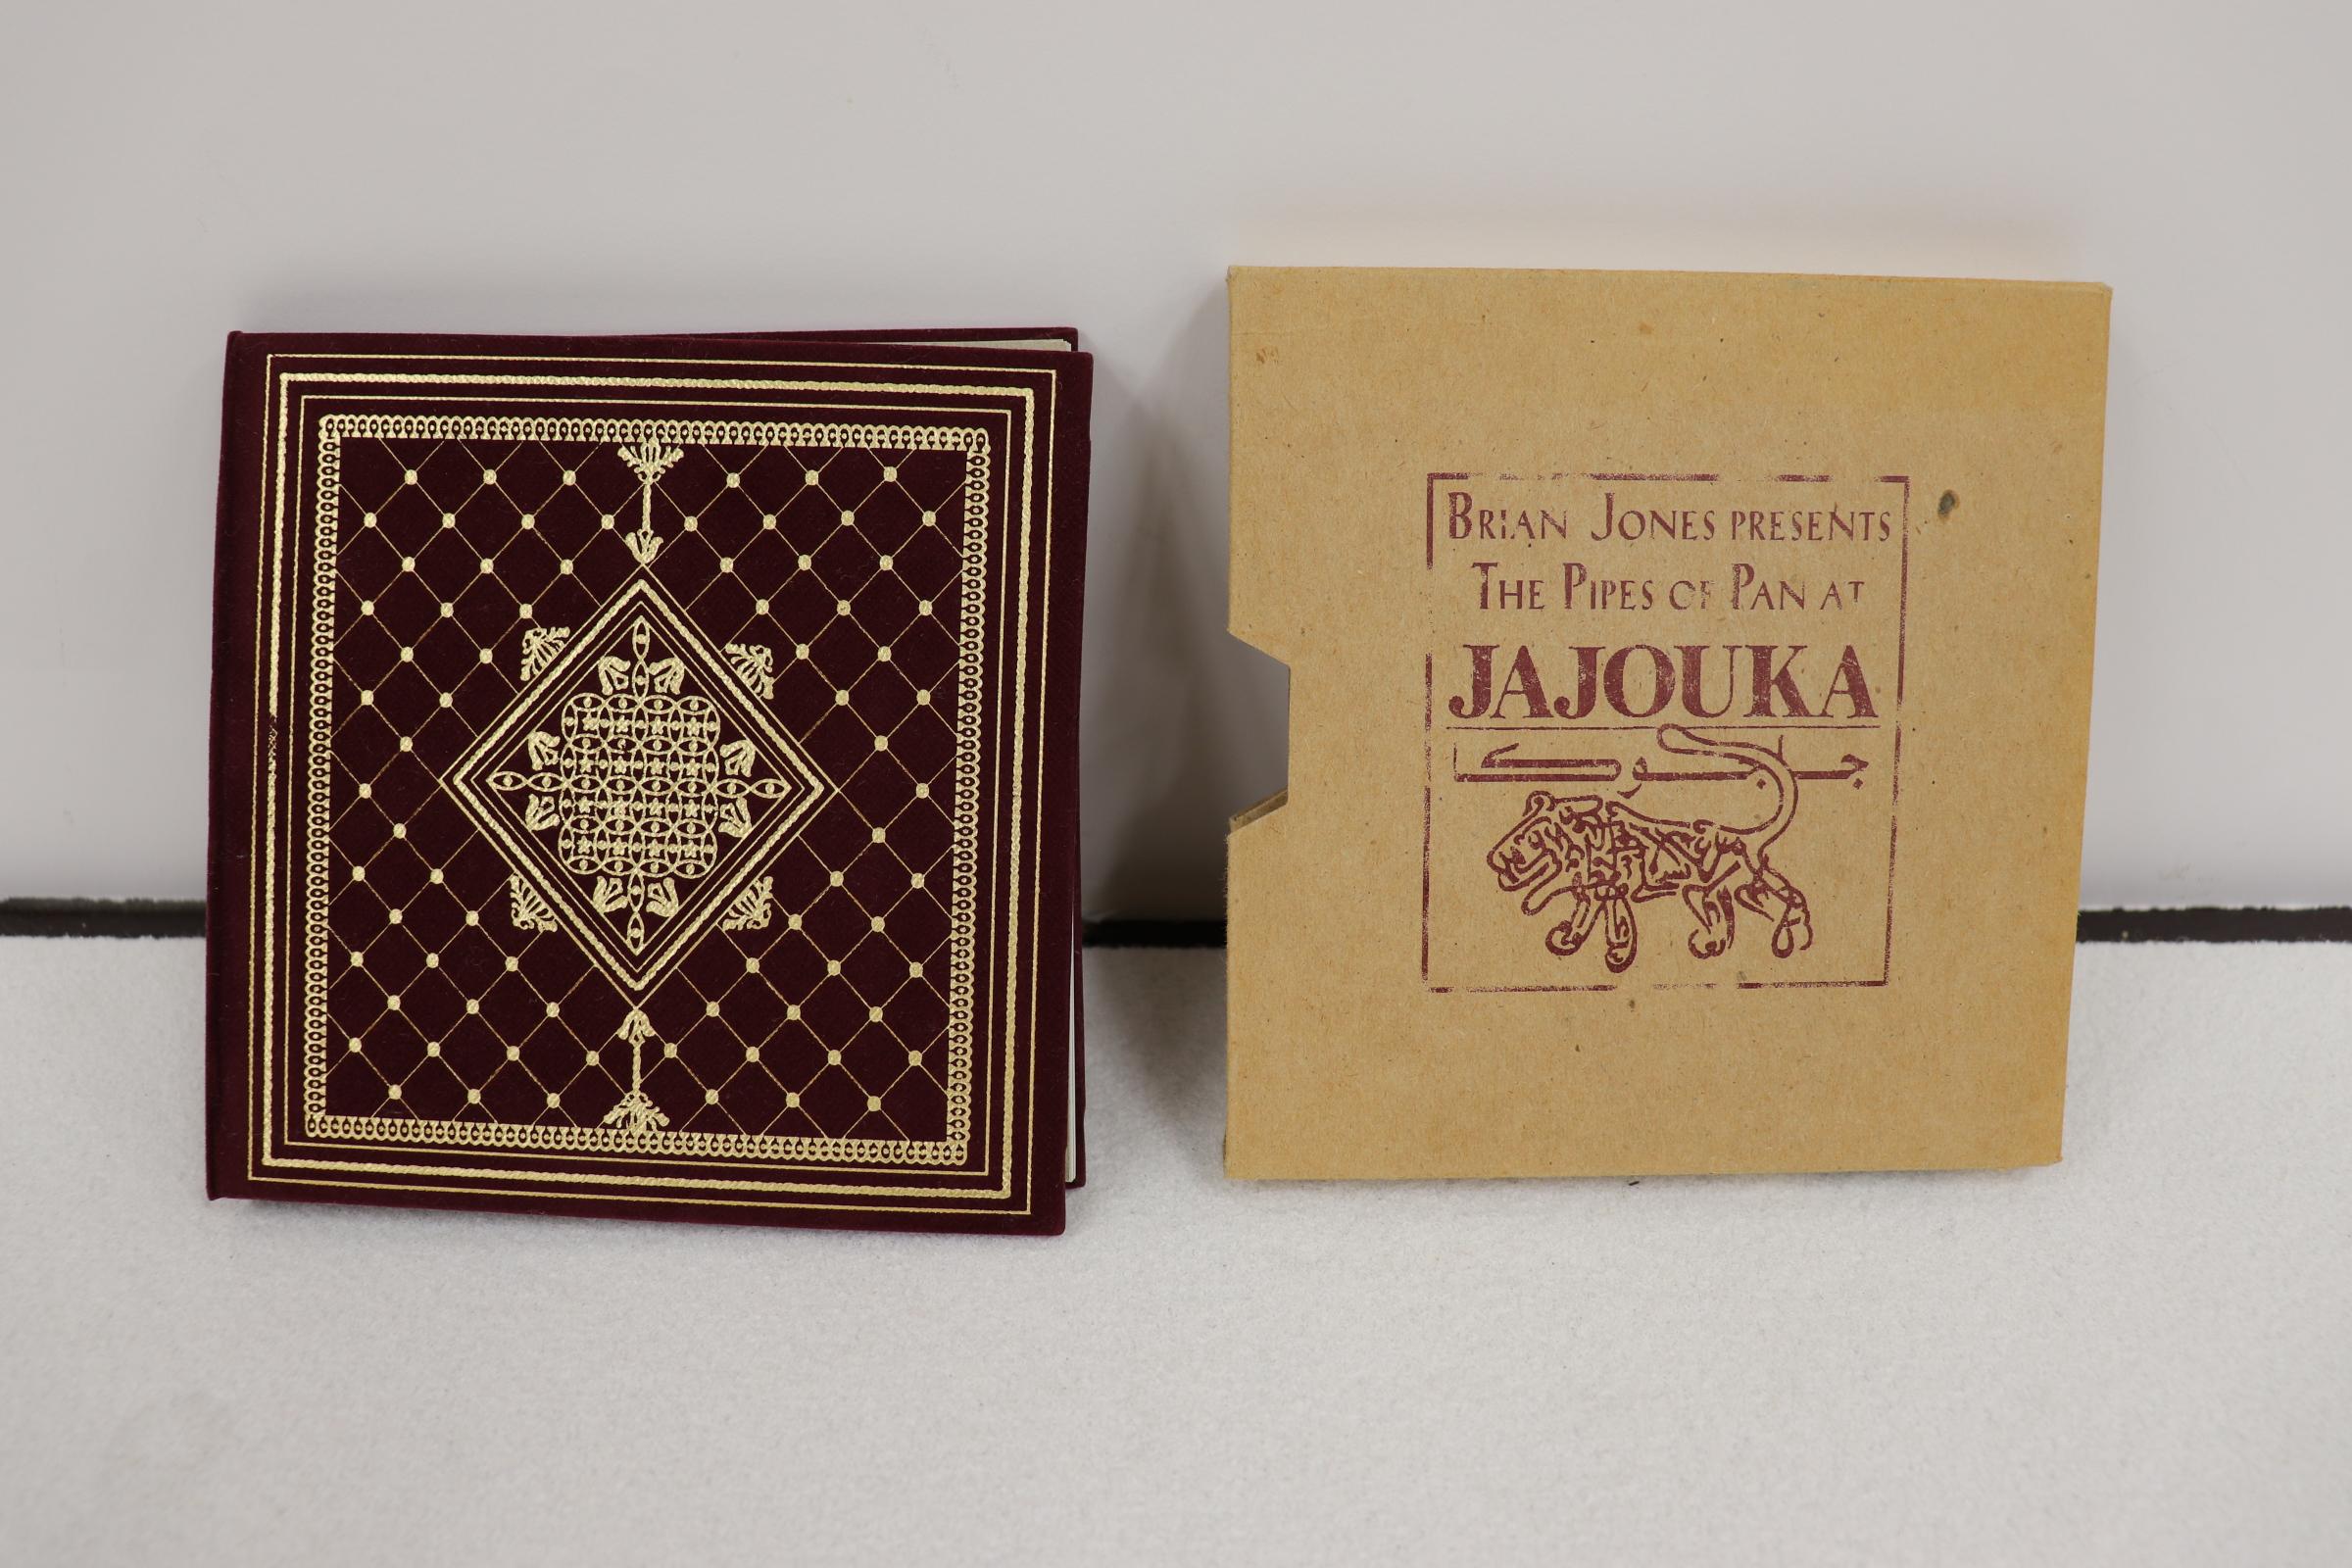 BRIAN JONES PRESENTS
THE PIPES OF PAN AT
JAJOUKA
جاجوكا